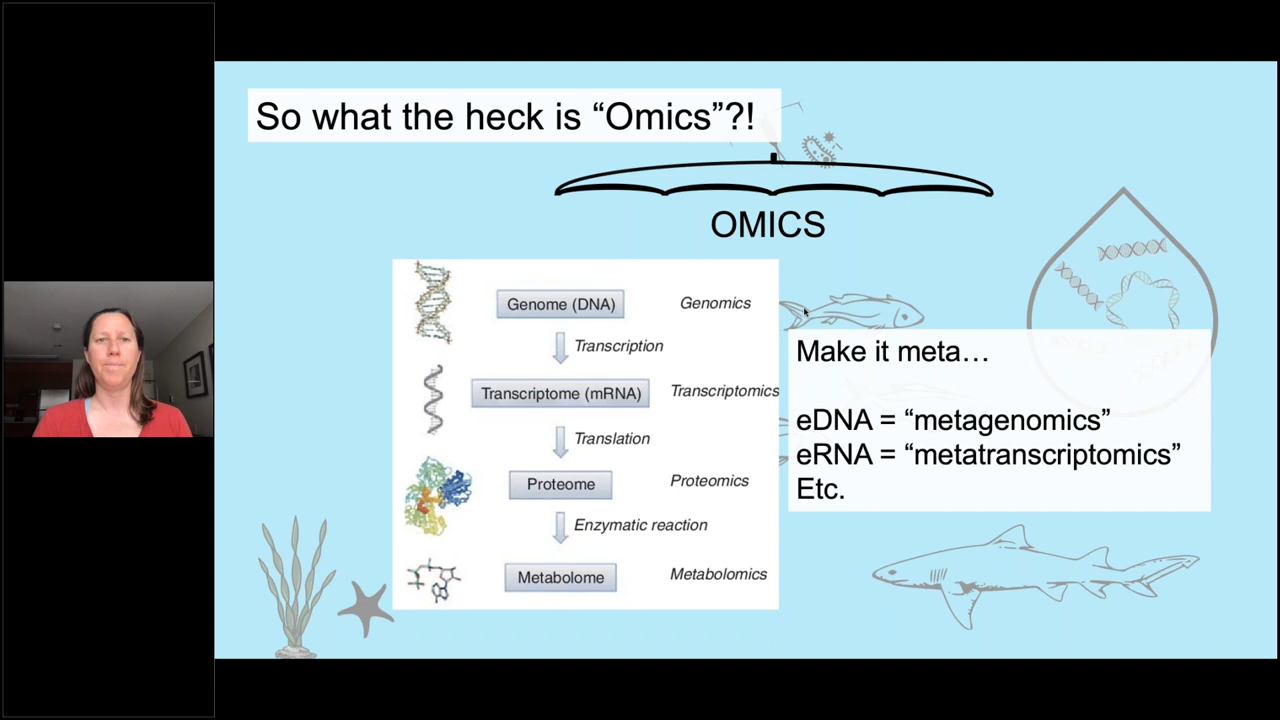 So what the heck is “Omics”?!
OMICS
Genome (DNA)
Genomics
Transcription
Transcriptome (mRNA)
Transcriptomics
Translation
Proteome
Proteomics
Enzymatic reaction
Metabolome
Metabolomics
Make it meta…
eDNA = “metagenomics”
eRNA = “metatranscriptomics”
Etc.